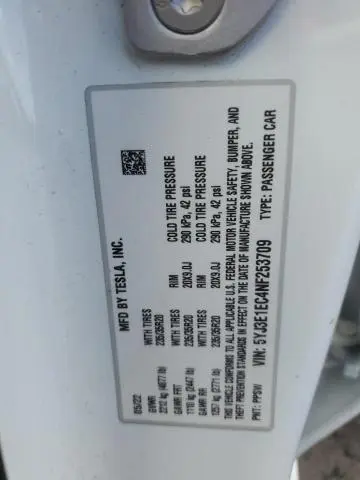 MFD BY TESLA, INC.
05/22
GVWR
2212 kg (4877 lb)
GAWR FRT WITH TIRES RIM COLD TIRE PRESSURE
1110 kg (2447 lb) 235/35R20 20X9.0J 290 kPa, 42 psi
GAWR RR WITH TIRES RIM COLD TIRE PRESSURE
1257 kg (2771 lb) 235/35R20 20X9.0J 290 kPa, 42 psi
THIS VEHICLE CONFORMS TO ALL APPLICABLE U.S. FEDERAL MOTOR VEHICLE SAFETY, BUMPER, AND
THEFT PREVENTION STANDARDS IN EFFECT ON THE DATE OF MANUFACTURE SHOWN ABOVE.
PNT: PPSW VIN: 5YJ3E1EC4NF253709 TYPE: PASSENGER CAR